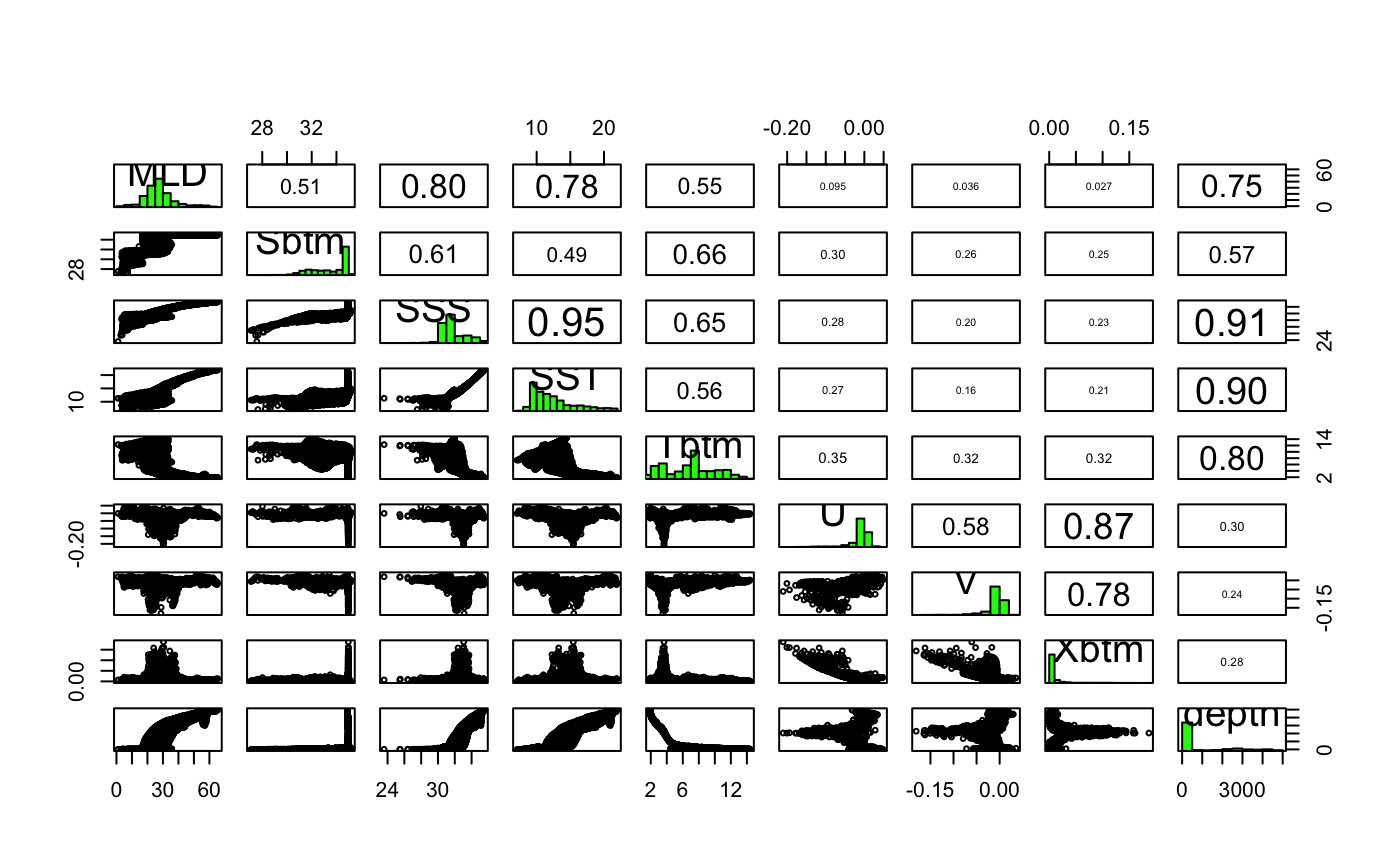 28 32 10 20 -0.20 0.00 0.00 0.15
MLD 0.51 0.80 0.78 0.55 0.095 0.036 0.027 0.75 0 60
28 Sbtm 0.61 0.49 0.66 0.30 0.26 0.25 0.57
SSS 0.95 0.65 0.28 0.20 0.23 0.91 24
10 SST 0.56 0.27 0.16 0.21 0.90
Tbtm 0.35 0.32 0.32 0.80 2 14
-0.20 U 0.58 0.87 0.30
V 0.78 0.24 -0.15
0.00 Xbtm 0.28
depth 0
0 30 60 24 30 2 6 12 -0.15 0.00 0 3000